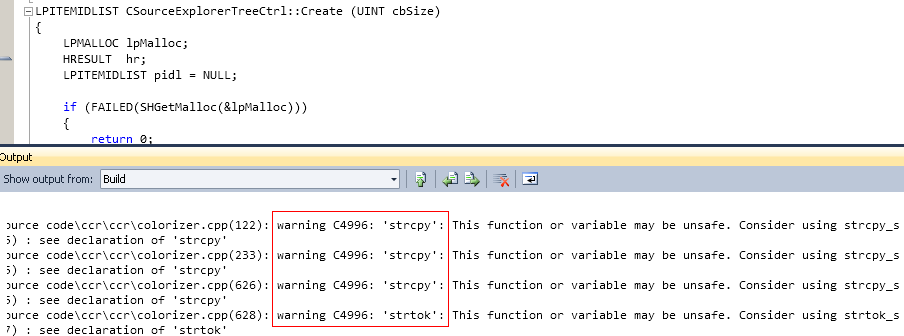 LPITEMIDLIST CSourceExplorerTreeCtrl::Create (UINT cbSize)
{
LPMALLOC lpMalloc;
HRESULT hr;
LPITEMIDLIST pidl = NULL;
if (FAILED(SHGetMalloc(&lpMalloc)))
{
return 0;
Output
Show output from: Build
ource code\ccr\ccr\colorizer.cpp(122): warning C4996: 'strcpy': This function or variable may be unsafe. Consider using strcpy_s
5) : see declaration of 'strcpy'
ource code\ccr\ccr\colorizer.cpp(233): warning C4996: 'strcpy': This function or variable may be unsafe. Consider using strcpy_s
5) : see declaration of 'strcpy'
ource code\ccr\ccr\colorizer.cpp(626): warning C4996: 'strcpy': This function or variable may be unsafe. Consider using strcpy_s
5) : see declaration of 'strcpy'
ource code\ccr\ccr\colorizer.cpp(628): warning C4996: 'strtok': This function or variable may be unsafe. Consider using strtok_s
7) : see declaration of 'strtok'